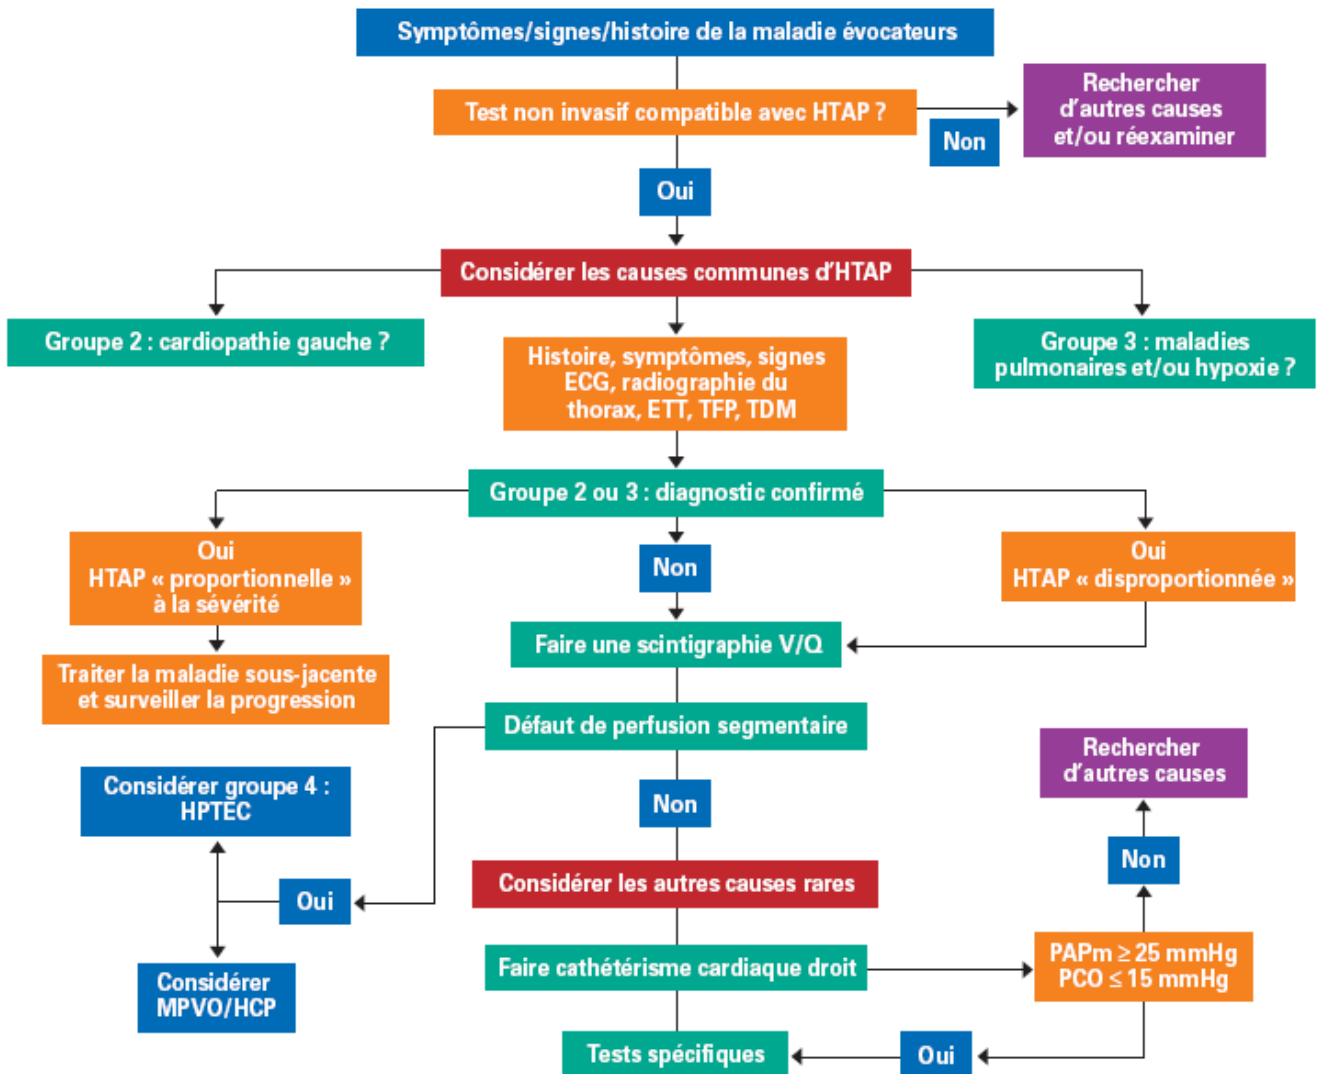 Symptômes/signes/histoire de la maladie évocateurs
Test non invasif compatible avec HTAP ?
Non
Rechercher
d'autres causes
et/ou réexaminer
Oui
Considérer les causes communes d'HTAP
Groupe 2 : cardiopathie gauche ?
Histoire, symptômes, signes
ECG, radiographie du
thorax, ETT, TFP, TDM
Groupe 3 : maladies
pulmonaires et/ou hypoxie ?
Groupe 2 ou 3 : diagnostic confirmé
Oui
HTAP « proportionnelle »
à la sévérité
Non
Oui
HTAP « disproportionnée »
Faire une scintigraphie V/Q
Traiter la maladie sous-jacente
et surveiller la progression
Défaut de perfusion segmentaire
Rechercher
d'autres causes
Considérer groupe 4 :
HPTEC
Non
Non
Considérer les autres causes rares
Oui
Faire cathétérisme cardiaque droit
PAPm ≥ 25 mmHg
PCO ≤ 15 mmHg
Considérer
MPVO/HCP
Tests spécifiques
Oui